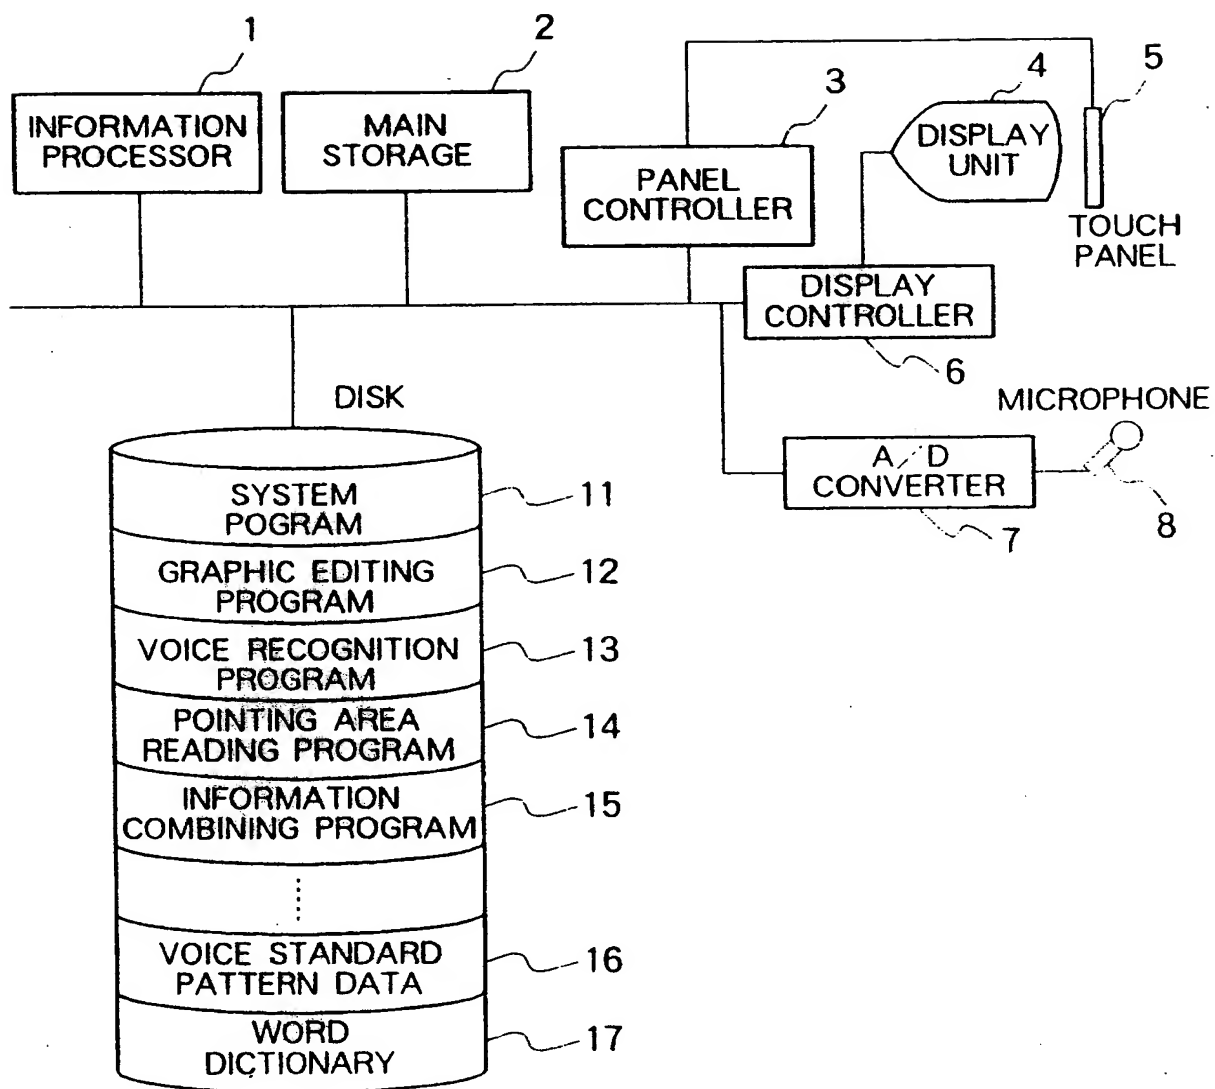 1
2
3
4
5
INFORMATION
PROCESSOR
MAIN
STORAGE
PANEL
CONTROLLER
DISPLAY
UNIT
TOUCH
PANEL
DISPLAY
CONTROLLER
6
DISK
MICROPHONE
A/D
CONVERTER
7
8
SYSTEM
POGRAM
11
GRAPHIC EDITING
PROGRAM
12
VOICE RECOGNITION
PROGRAM
13
POINTING AREA
READING PROGRAM
14
INFORMATION
COMBINING PROGRAM
15
VOICE STANDARD
PATTERN DATA
16
WORD
DICTIONARY
17